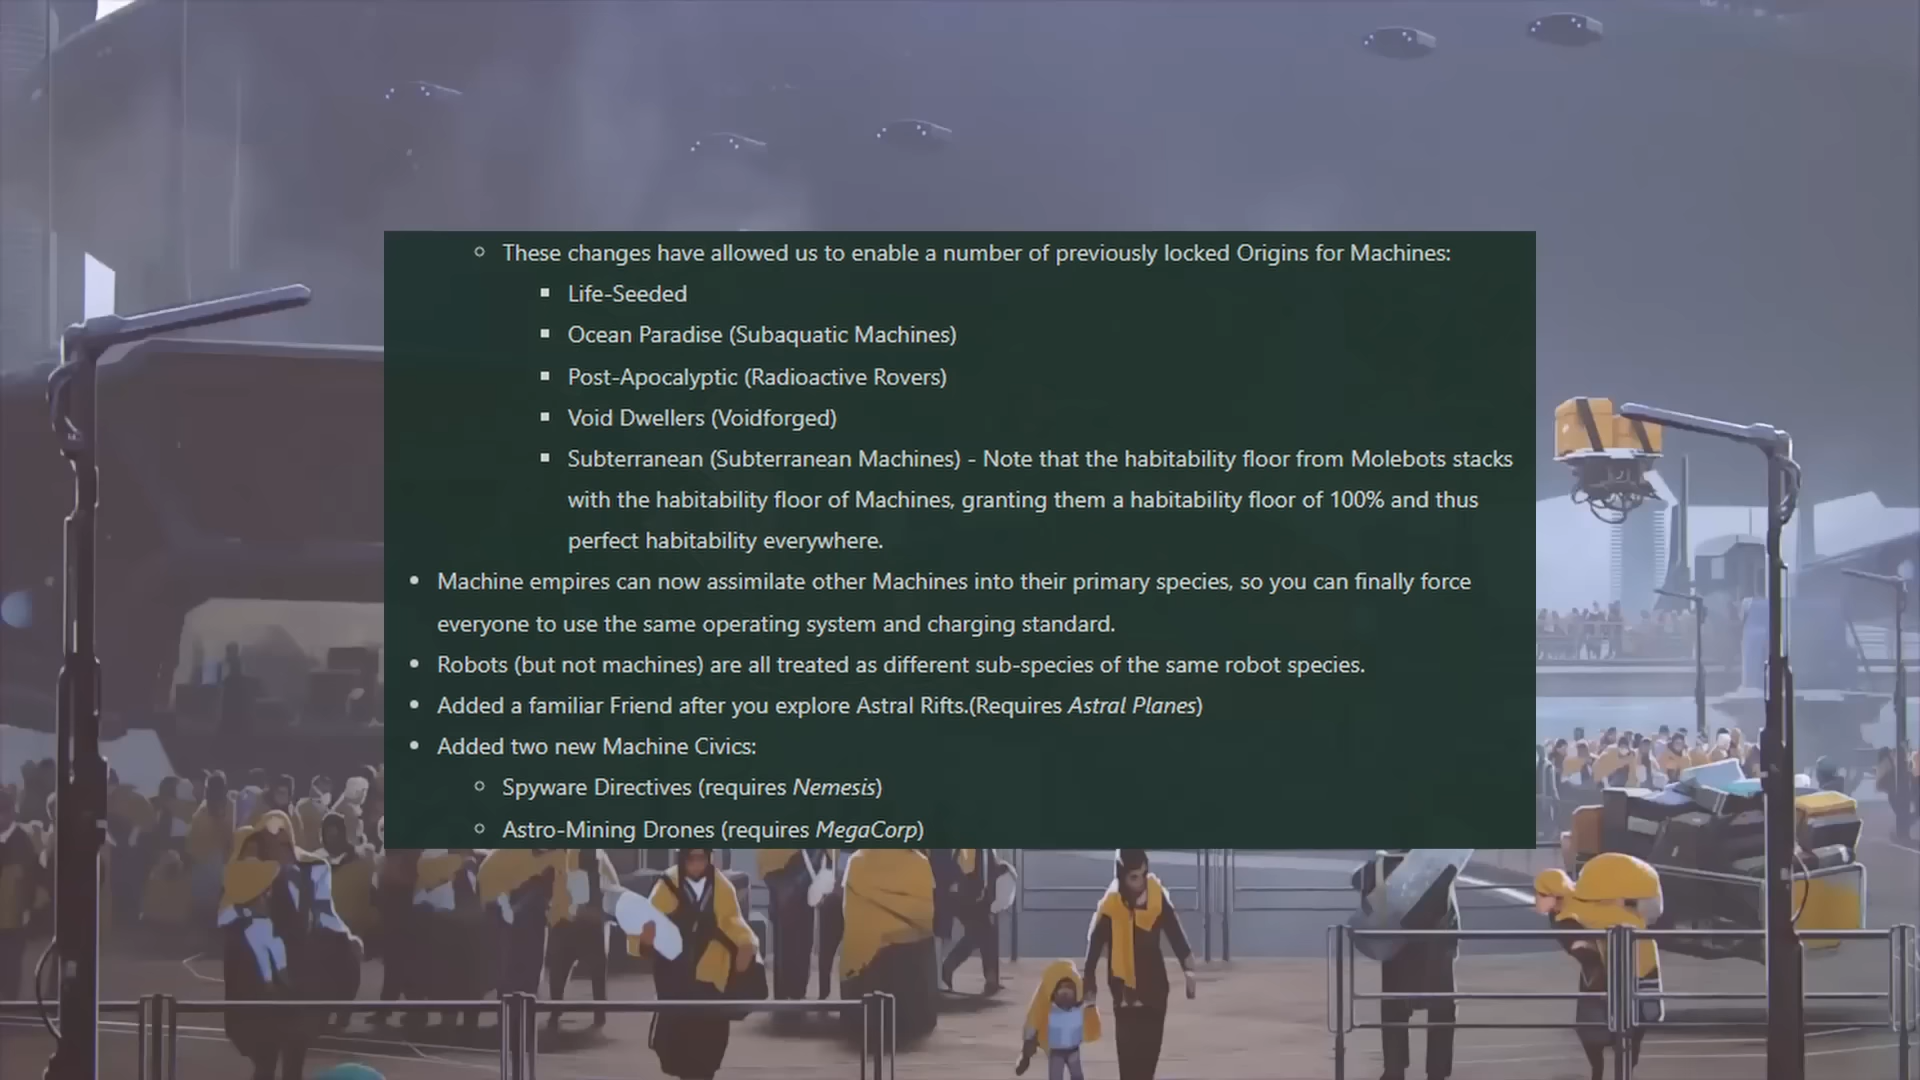 These changes have allowed us to enable a number of previously locked Origins for Machines:
Life-Seeded
Ocean Paradise (Subaquatic Machines)
Post-Apocalyptic (Radioactive Rovers)
Void Dwellers (Voidforged)
Subterranean (Subterranean Machines) - Note that the habitability floor from Molebots stacks
with the habitability floor of Machines, granting them a habitability floor of 100% and thus
perfect habitability everywhere.
Machine empires can now assimilate other Machines into their primary species, so you can finally force
everyone to use the same operating system and charging standard.
Robots (but not machines) are all treated as different sub-species of the same robot species.
Added a familiar Friend after you explore Astral Rifts.(Requires Astral Planes)
Added two new Machine Civics:
Spyware Directives (requires Nemesis)
Astro-Mining Drones (requires MegaCorp)